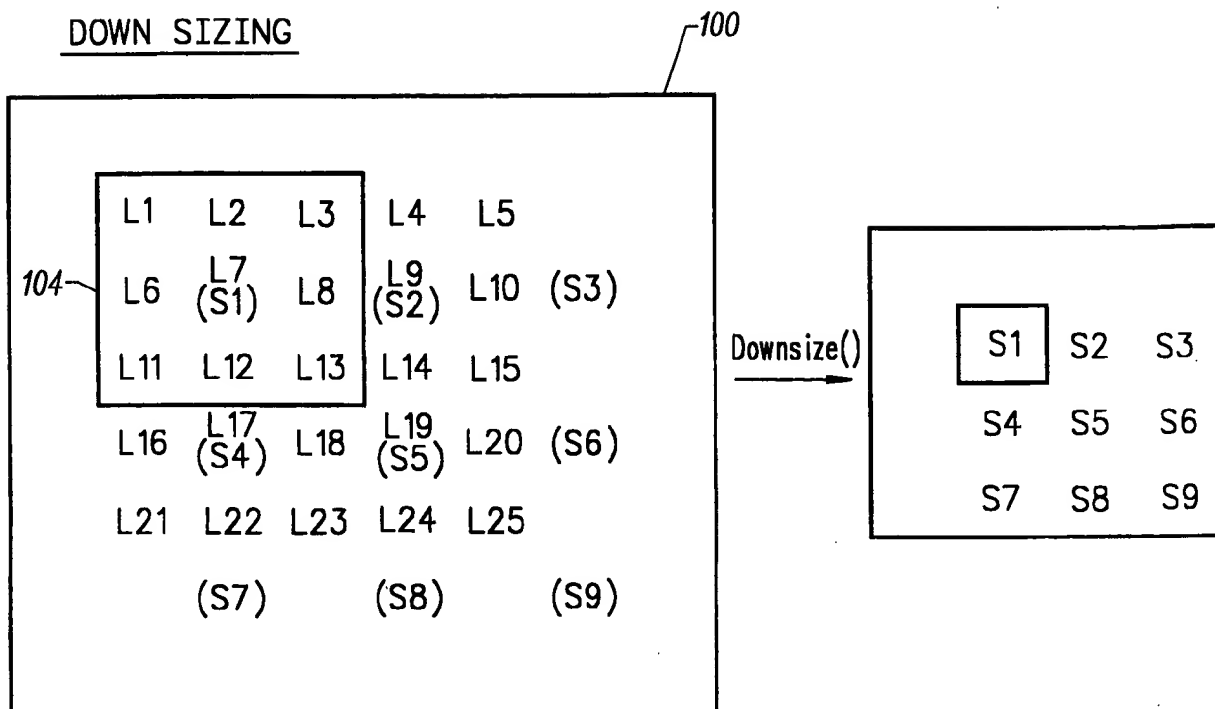 DOWN SIZING
100
L1 L2 L3 L4 L5
104
L6 L7 (S1) L8 L9 (S2) L10 (S3)
L11 L12 L13 L14 L15
L16 L17 (S4) L18 L19 (S5) L20 (S6)
L21 L22 L23 L24 L25
(S7) (S8) (S9)
Downsize()
S1 S2 S3
S4 S5 S6
S7 S8 S9